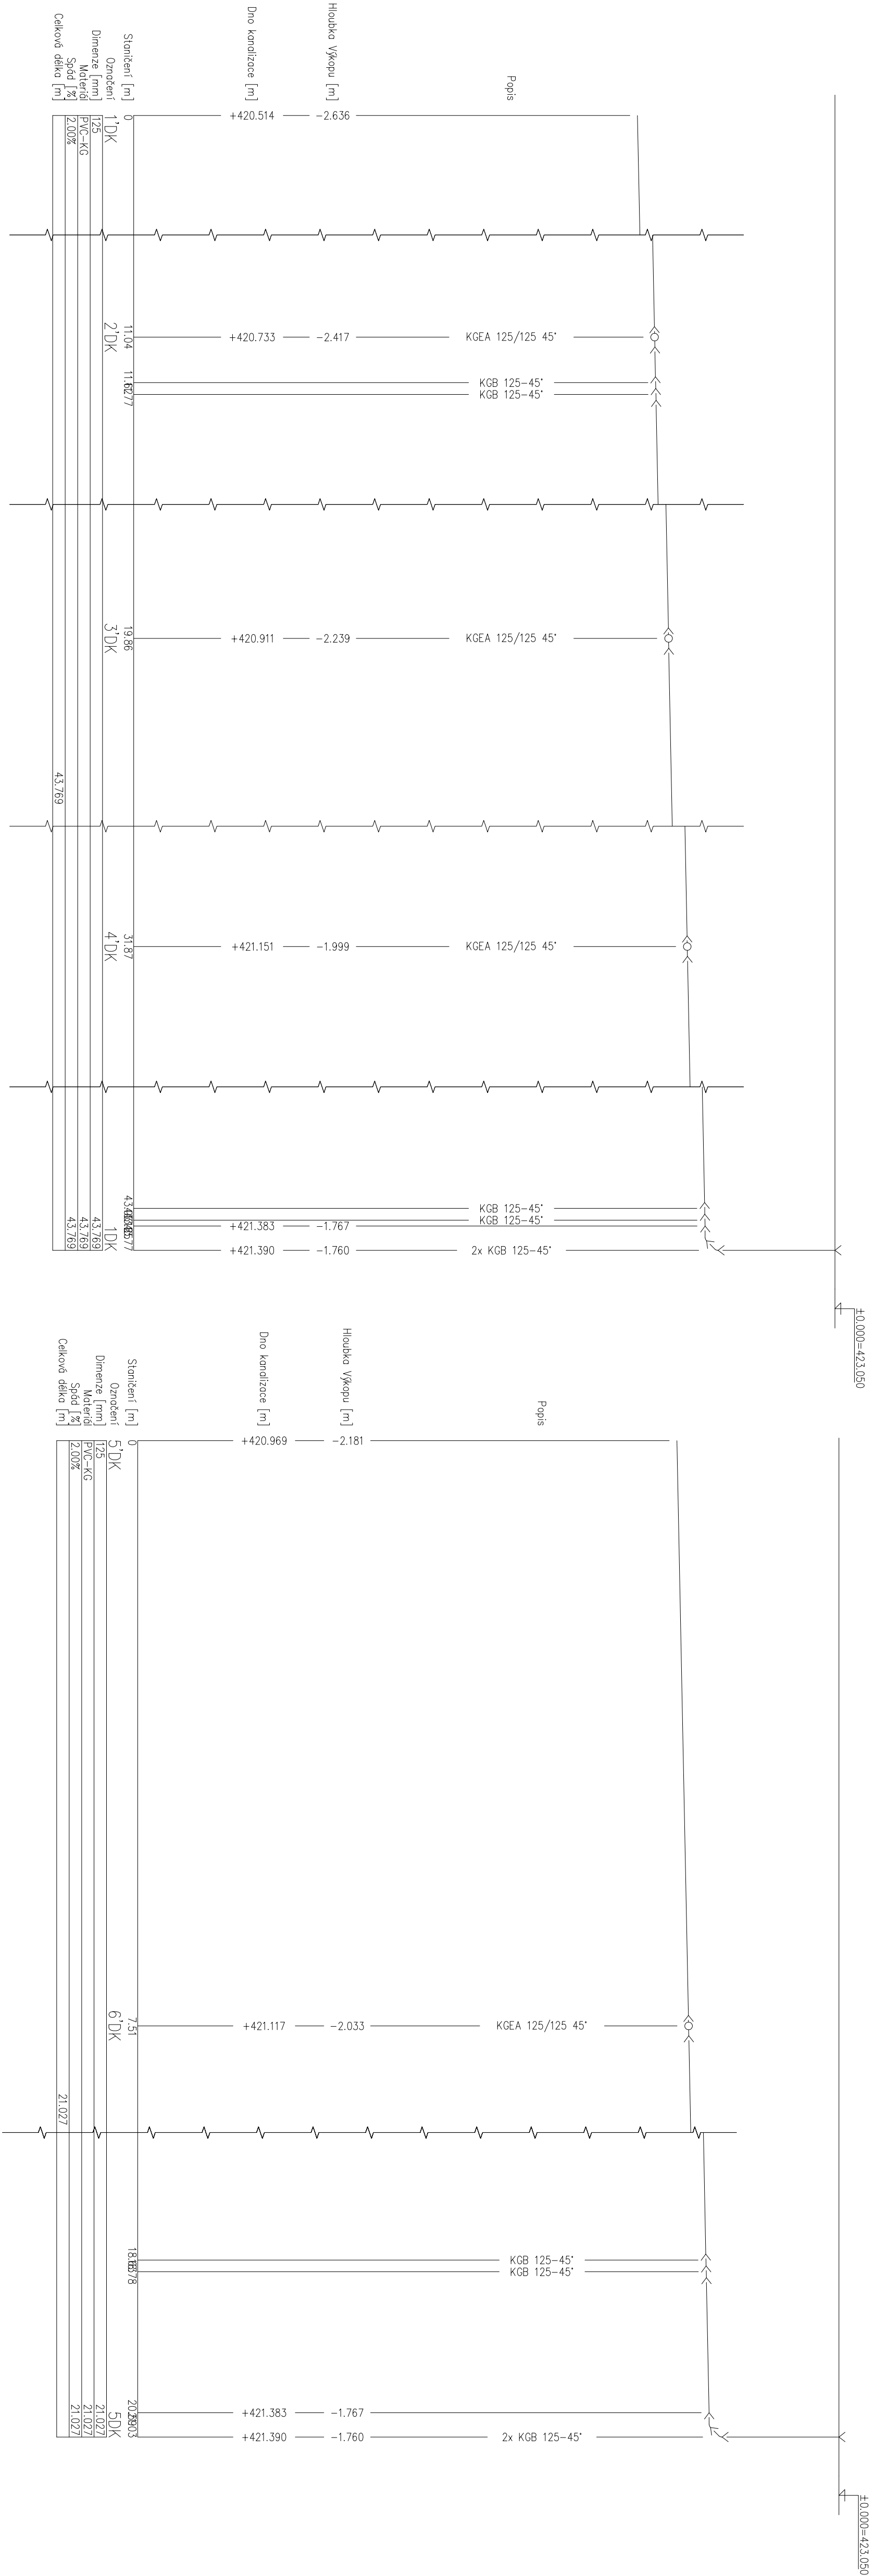 Popis
Hloubka Výkopu [m]
Dno kanalizace [m]
Staničení [m]
Označení
Dimenze [mm]
Materiál
Spád [%]
Celková délka [m]
+420.514 -2.636
0
1'DK
125
PVC-KG
2.00%
+420.733 -2.417 KGEA 125/125 45°
11.04
2'DK
KGB 125-45°
KGB 125-45°
+420.911 -2.239 KGEA 125/125 45°
19.86
3'DK
43.769
+421.151 -1.999 KGEA 125/125 45°
31.87
4'DK
KGB 125-45°
KGB 125-45°
+421.383 -1.767
+421.390 -1.760 2x KGB 125-45°
1DK
43.769
43.769
43.769
±0.000=423.050
Popis
Hloubka Výkopu [m]
Dno kanalizace [m]
Staničení [m]
Označení
Dimenze [mm]
Materiál
Spád [%]
Celková délka [m]
+420.969 -2.181
0
5'DK
125
PVC-KG
2.00%
+421.117 -2.033 KGEA 125/125 45°
7.51
6'DK
21.027
KGB 125-45°
KGB 125-45°
+421.383 -1.767
+421.390 -1.760 2x KGB 125-45°
5DK
21.027
21.027
21.027
±0.000=423.050